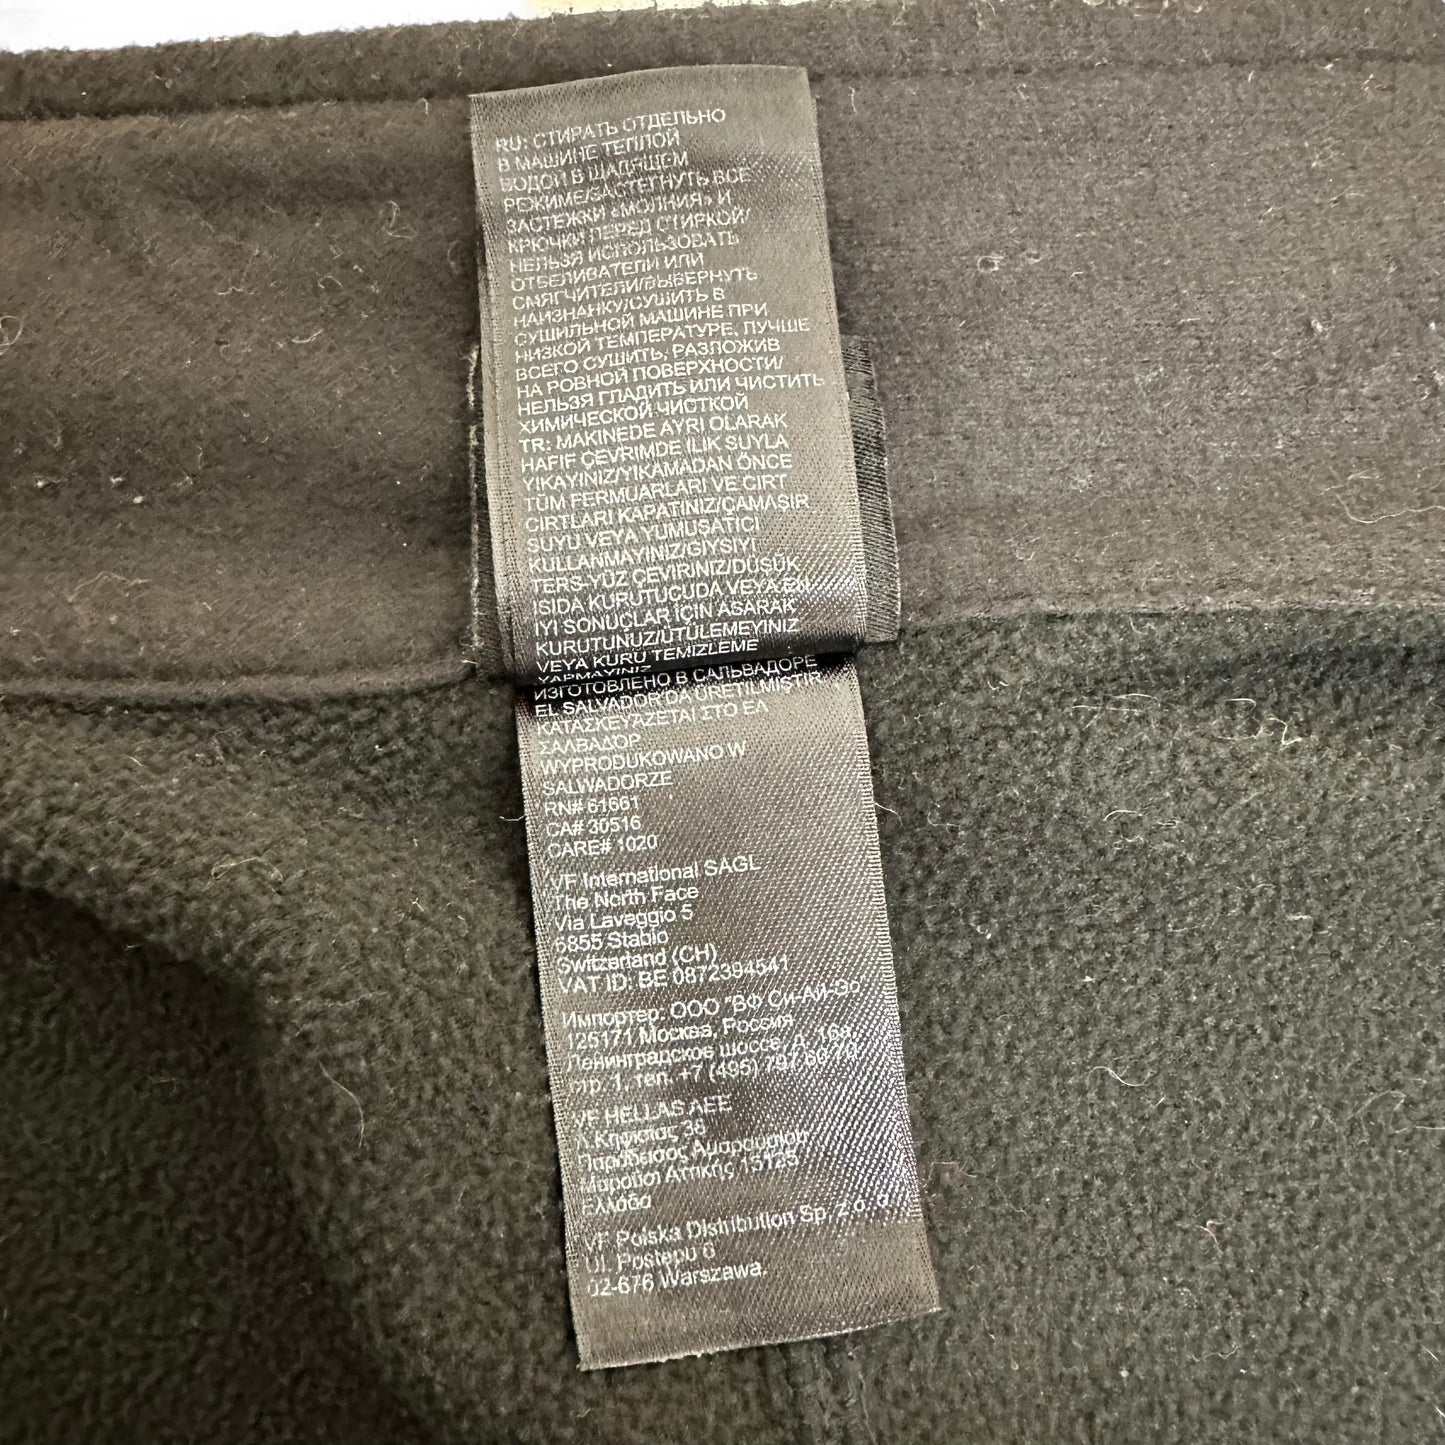 RU: СТИРАТЬ ОТДЕЛЬНО
В МАШИНЕ ТЕПЛОЙ
ВОДОЙ В ЩАДЯЩЕМ
РЕЖИМЕ/ЗАСТЕГНУТЬ ВСЕ
ЗАСТЕЖКИ «МОЛНИЯ» И
КРЮЧКИ ПЕРЕД СТИРКОЙ/
НЕЛЬЗЯ ИСПОЛЬЗОВАТЬ
ОТБЕЛИВАТЕЛИ ИЛИ
СМЯГЧИТЕЛИ/ВЫВЕРНУТЬ
НАИЗНАНКУ/СУШИТЬ В
СУШИЛЬНОЙ МАШИНЕ ПРИ
НИЗКОЙ ТЕМПЕРАТУРЕ, ЛУЧШЕ
ВСЕГО СУШИТЬ, РАЗЛОЖИВ
НА РОВНОЙ ПОВЕРХНОСТИ/
НЕЛЬЗЯ ГЛАДИТЬ ИЛИ ЧИСТИТЬ
ХИМИЧЕСКОЙ ЧИСТКОЙ
TR: MAKINEDE AYRI OLARAK
HAFIF ÇEVRIMDE ILIK SUYLA
YIKAYINIZ/YIKAMADAN ÖNCE
TÜM FERMUARLARI VE CIRT
CIRTLARI KAPATINIZ/ÇAMAŞIR
SUYU VEYA YUMUŞATICI
KULLANMAYINIZ/GIYSIYI
TERS-YÜZ ÇEVIRINIZ/DÜŞÜK
ISIDA KURUTUCUDA VEYA EN
IYI SONUÇLAR IÇIN ASARAK
KURUTUNUZ/ÜTÜLEMEYINIZ
VEYA KURU TEMIZLEME
YAPMAYINIZ
ИЗГОТОВЛЕНО В САЛЬВАДОРЕ
EL SALVADOR'DA ÜRETILMIŞTIR
ΚΑΤΑΣΚΕΥΑΖΕΤΑΙ ΣΤΟ ΕΛ
ΣΑΛΒΑΔΟΡ
WYPRODUKOWANO W
SALWADORZE
RN# 61661
CA# 30516
CARE# 1020
VF International SAGL
The North Face
Via Laveggio 5
6855 Stabio
Switzerland (CH)
VAT ID: BE 0872394541
Импортер: ООО "ВФ Си-Ай-Эс"
125171 Москва, Россия
Ленинградское шоссе, д. 16а,
стр. 1, тел. +7 (495) 797 60 70
VF HELLAS AEE
Λ.Κηφισίας 38
Παράδεισος Αμαρουσίου
Μαρούσι Αττικής 15125
Ελλάδα
VF Polska Distribution Sp. z.o. o.
Ul. Postępu 6
02-676 Warszawa.